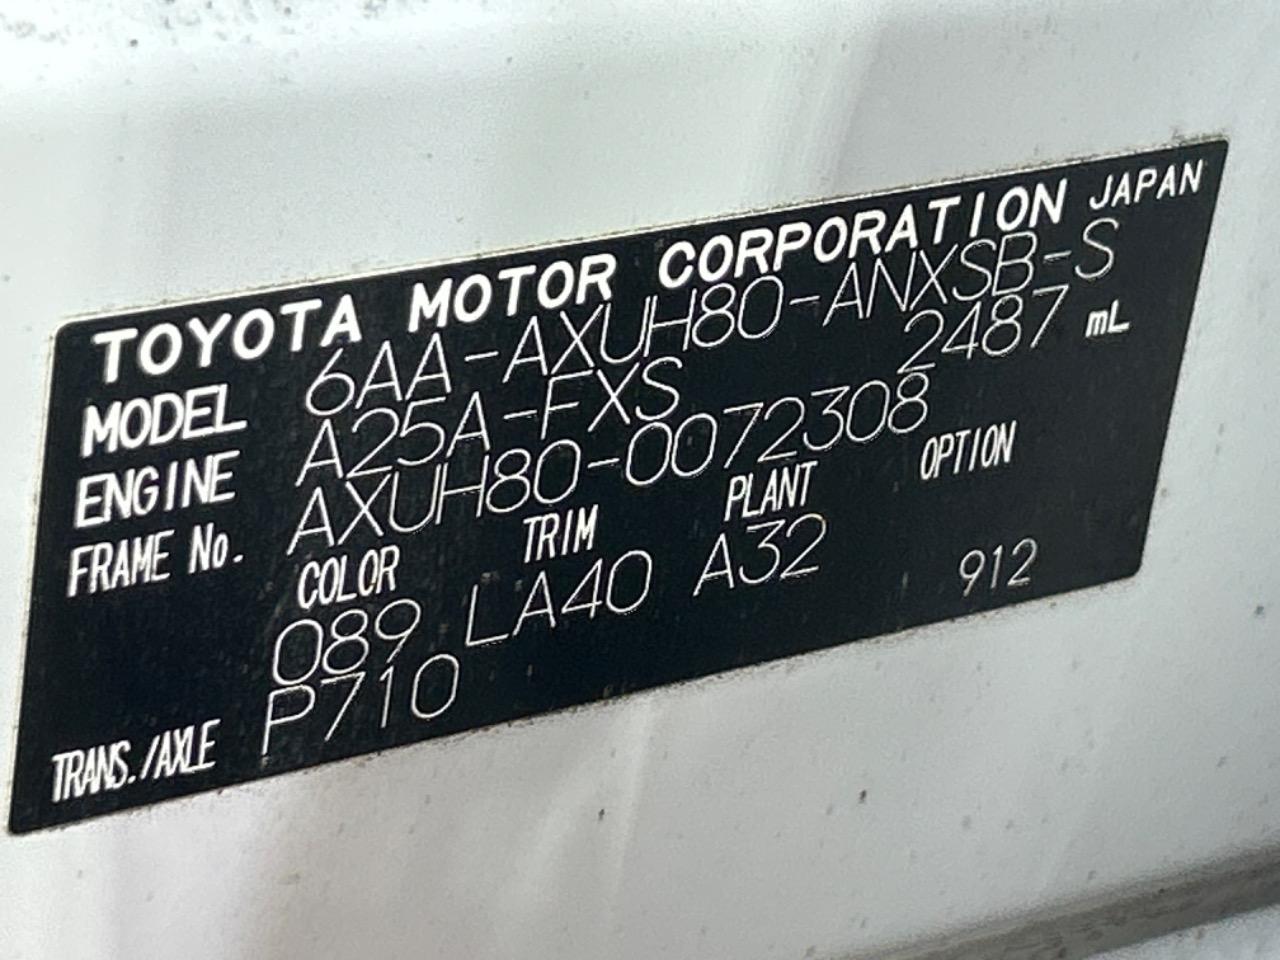 TOYOTA MOTOR CORPORATION JAPAN
MODEL 6AA-AXUH80-ANXSB-S
ENGINE A25A-FXS 2487 mL
FRAME No. AXUH80-0072308
COLOR TRIM PLANT OPTION
089 LA40 A32 912
TRANS./AXLE P710